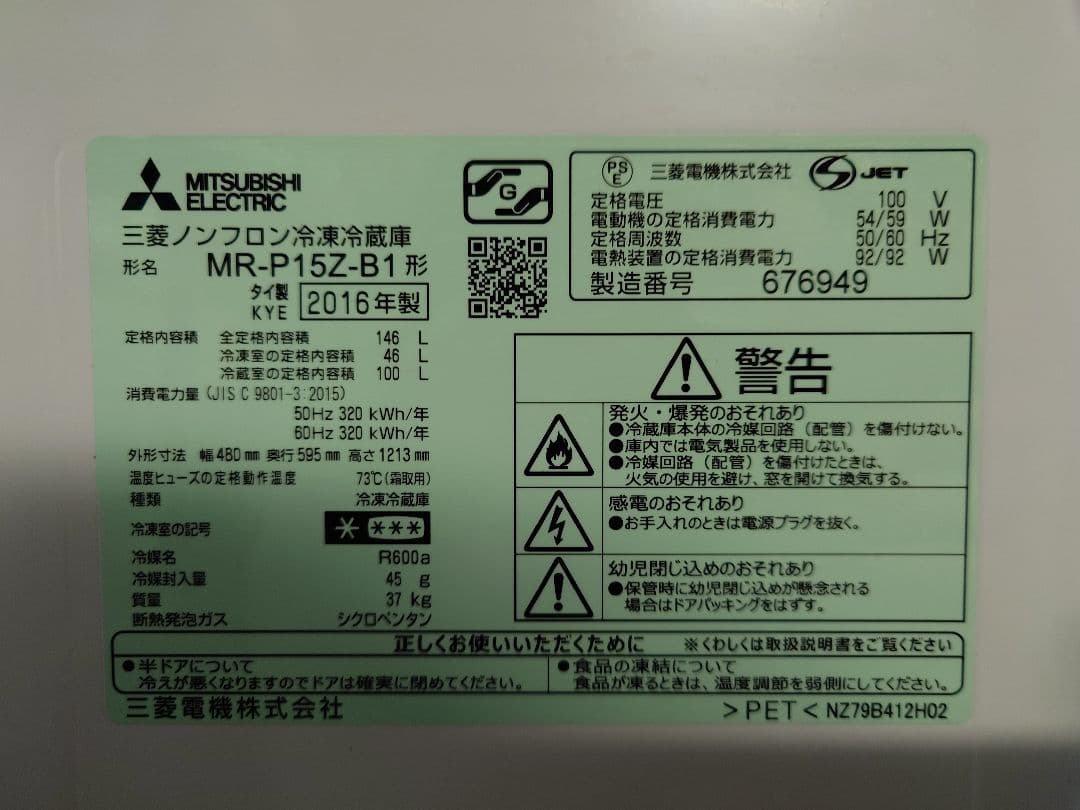 MITSUBISHI
ELECTRIC
三菱ノンフロン冷凍冷蔵庫
形名 MR-P15Z-B1形
タイ製
KYE 2016年製
定格内容積 全定格内容積 146 L
冷凍室の定格内容積 46 L
冷蔵室の定格内容積 100 L
消費電力量 (JIS C 9801-3:2015)
50Hz 320 kWh/年
60Hz 320 kWh/年
外形寸法 幅480㎜ 奥行595㎜ 高さ1213㎜
温度ヒューズの定格動作温度 73℃(霜取用)
種類 冷凍冷蔵庫
冷凍室の記号 * ***
冷媒名 R600a
冷媒封入量 45 g
質量 37 kg
断熱発泡ガス シクロペンタン
G
PS
E 三菱電機株式会社 JET
定格電圧 100 V
電動機の定格消費電力 54/59 W
定格周波数 50/60 Hz
電熱装置の定格消費電力 92/92 W
製造番号 676949
警告
発火・爆発のおそれあり
●冷蔵庫本体の冷媒回路（配管）を傷付けない。
●庫内では電気製品を使用しない。
●冷媒回路（配管）を傷付けたときは、
火気の使用を避け、窓を開けて換気する。
感電のおそれあり
●お手入れのときは電源プラグを抜く。
幼児閉じ込めのおそれあり
●保管時に幼児閉じ込めが懸念される
場合はドアパッキングをはずす。
正しくお使いいただくために ※くわしくは取扱説明書をご覧ください
●半ドアについて
冷えが悪くなりますのでドアは確実に閉めてください。
●食品の凍結について
食品が凍るときは、温度調節を弱側にしてください。
三菱電機株式会社 >PET< NZ79B412H02